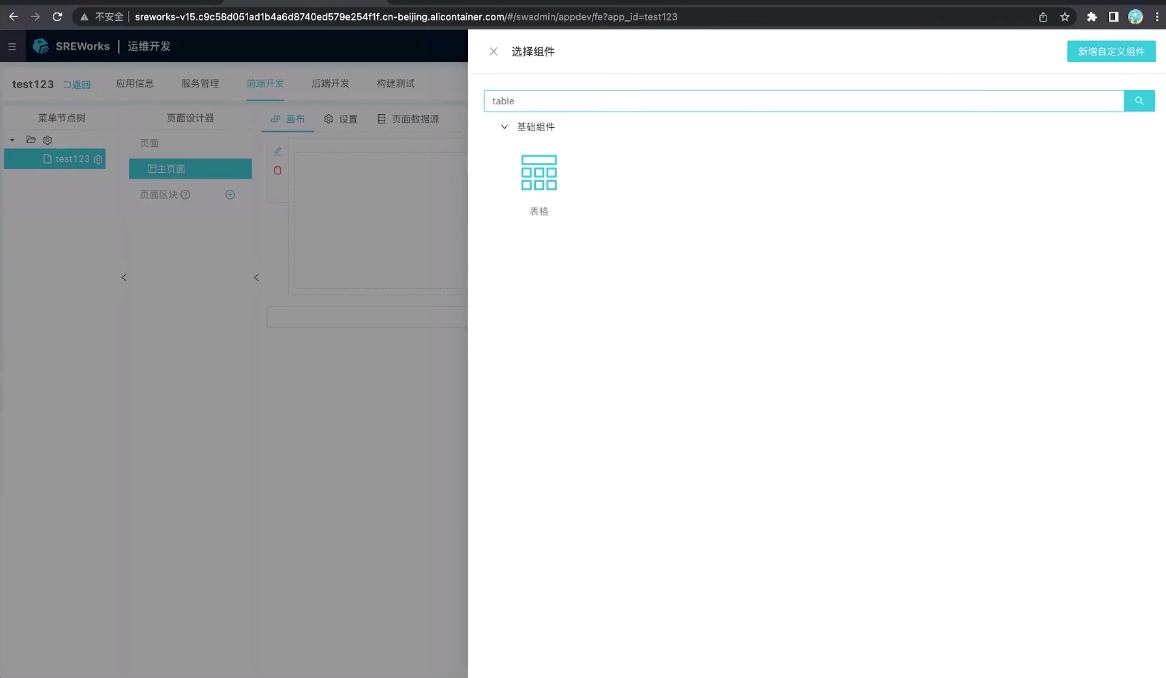 不安全 | sreworks-v15.c9c58d051ad1b4a6d8740ed579e254f1f.cn-beijing.alicontainer.com/#/swadmin/appdev/fe?app_id=test123
SREWorks | 运维开发
选择组件
新增自定义组件
test123 返回 应用信息 服务管理 前端开发 后端开发 构建测试
table
菜单节点树 页面设计器 画布 设置 页面数据源
基础组件
页面
test123
主页面
页面区块
表格